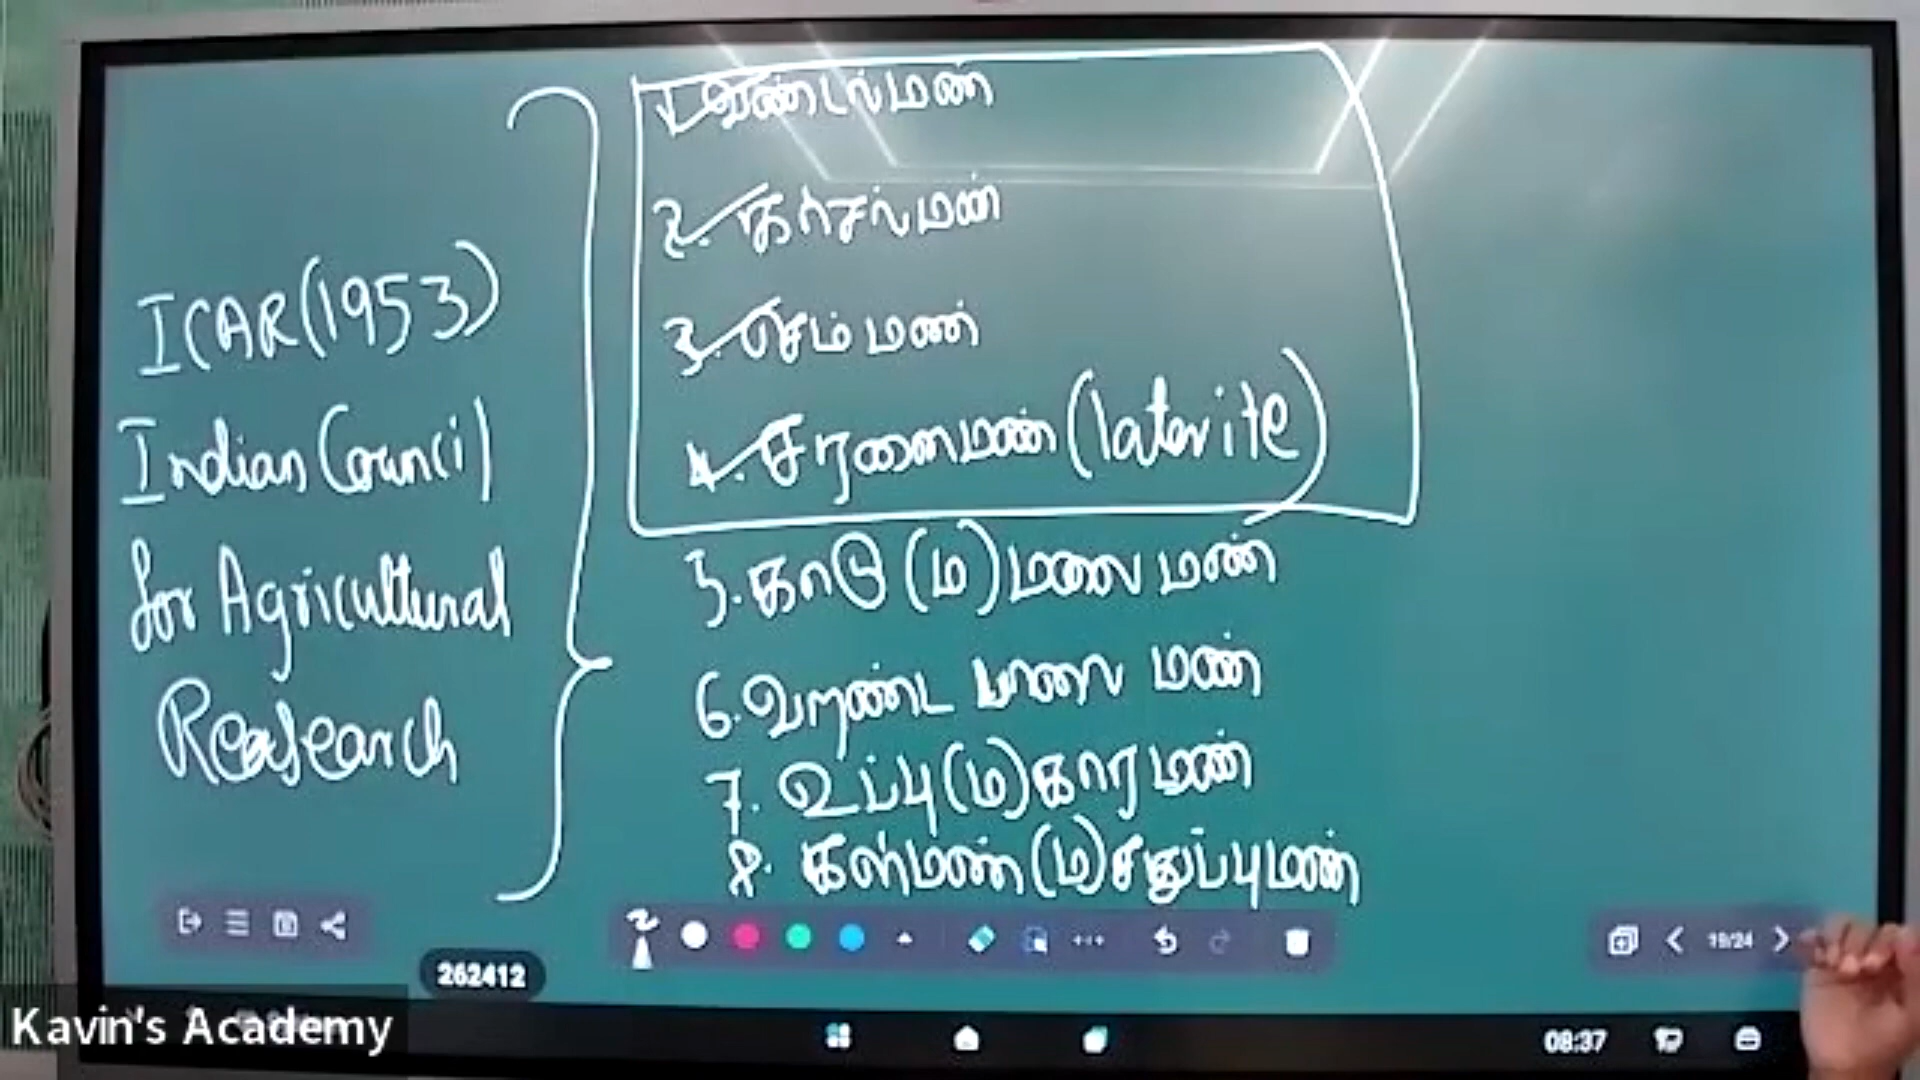 ICAR(1953)
Indian Council
for Agricultural
Research
1. வண்டல்மண்
2. கரிசல்மண்
3. செம்மண்
4. சரளைமண் (laterite)
5. காடு (ம) மலை மண்
6. வறண்ட பாலை மண்
7. உப்பு (ம) கார மண்
8. களிமண் (ம) சதுப்பு மண்
262412
19/24
Kavin's Academy
08:37